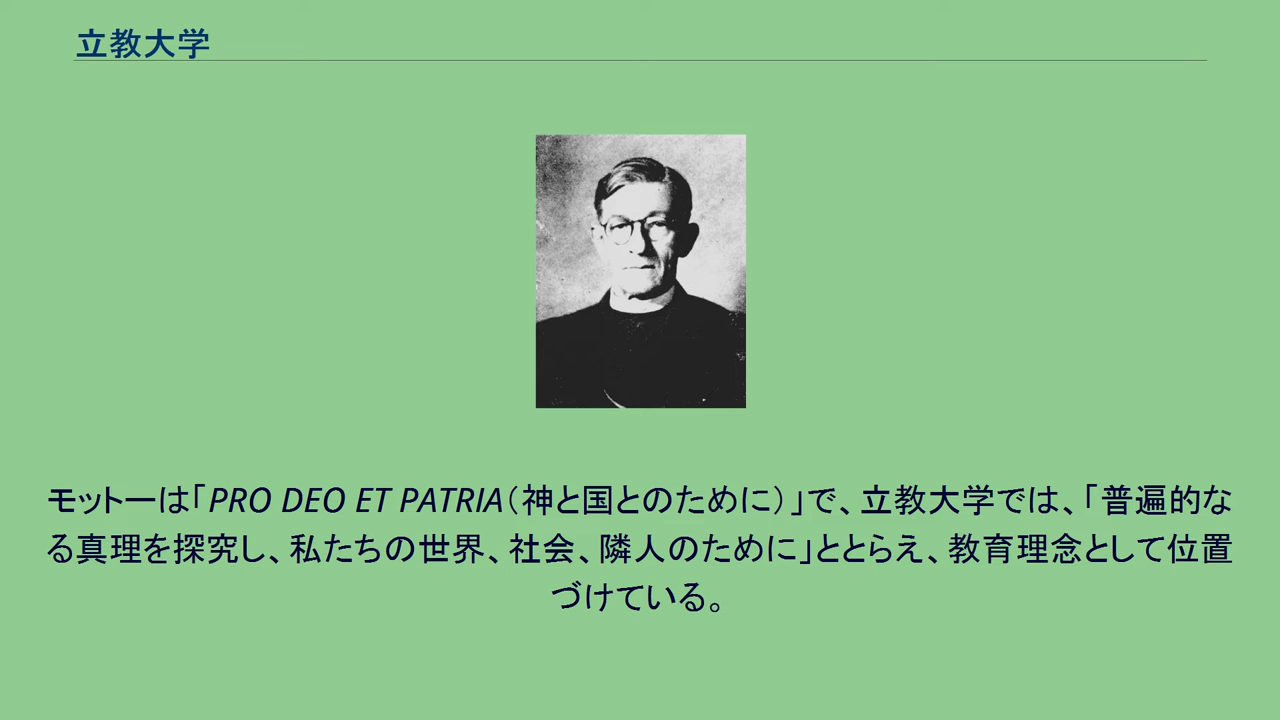 立教大学
モットーは「PRO DEO ET PATRIA（神と国とのために）」で、立教大学では、「普遍的な
る真理を探究し、私たちの世界、社会、隣人のために」ととらえ、教育理念として位置
づけている。